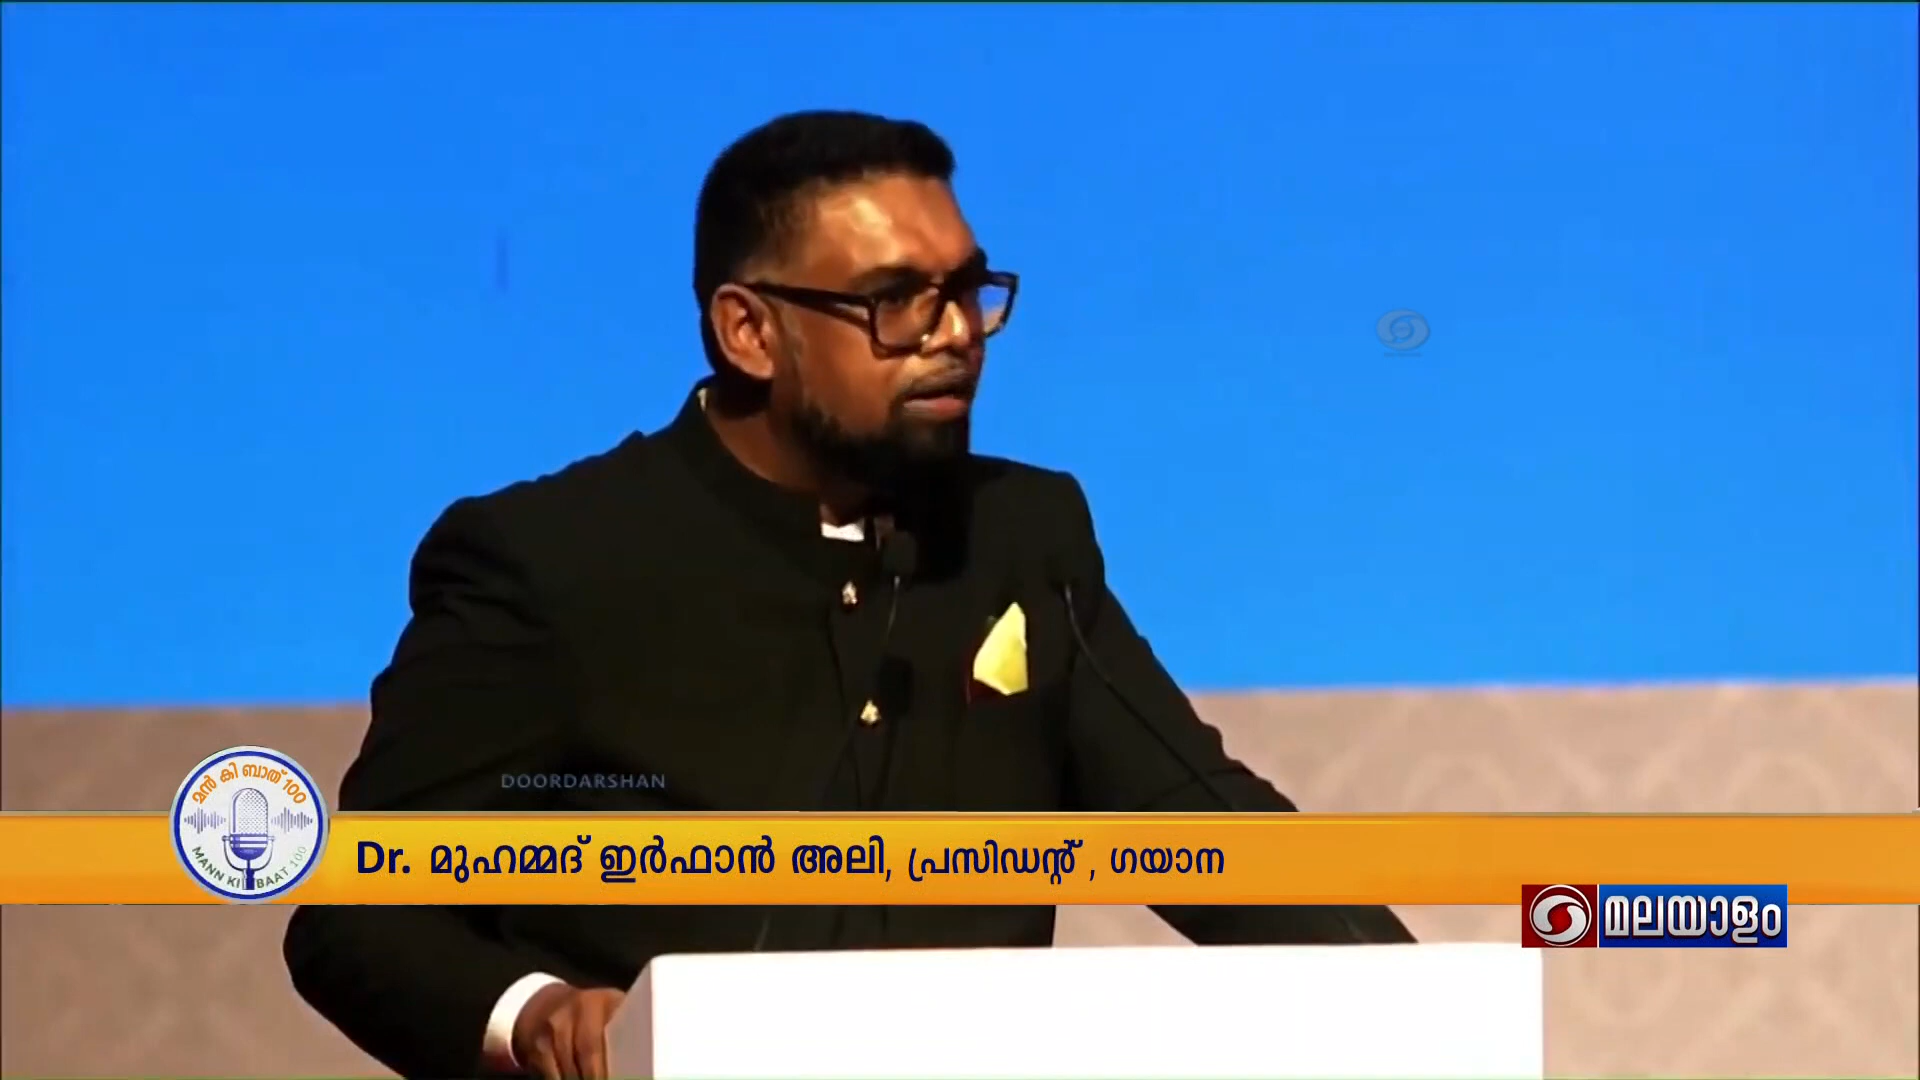 DOORDARSHAN
മൻ കി ബാത് 100
MANN KI BAAT 100
Dr. മുഹമ്മദ് ഇർഫാൻ അലി, പ്രസിഡന്റ് , ഗയാന
മലയാളം